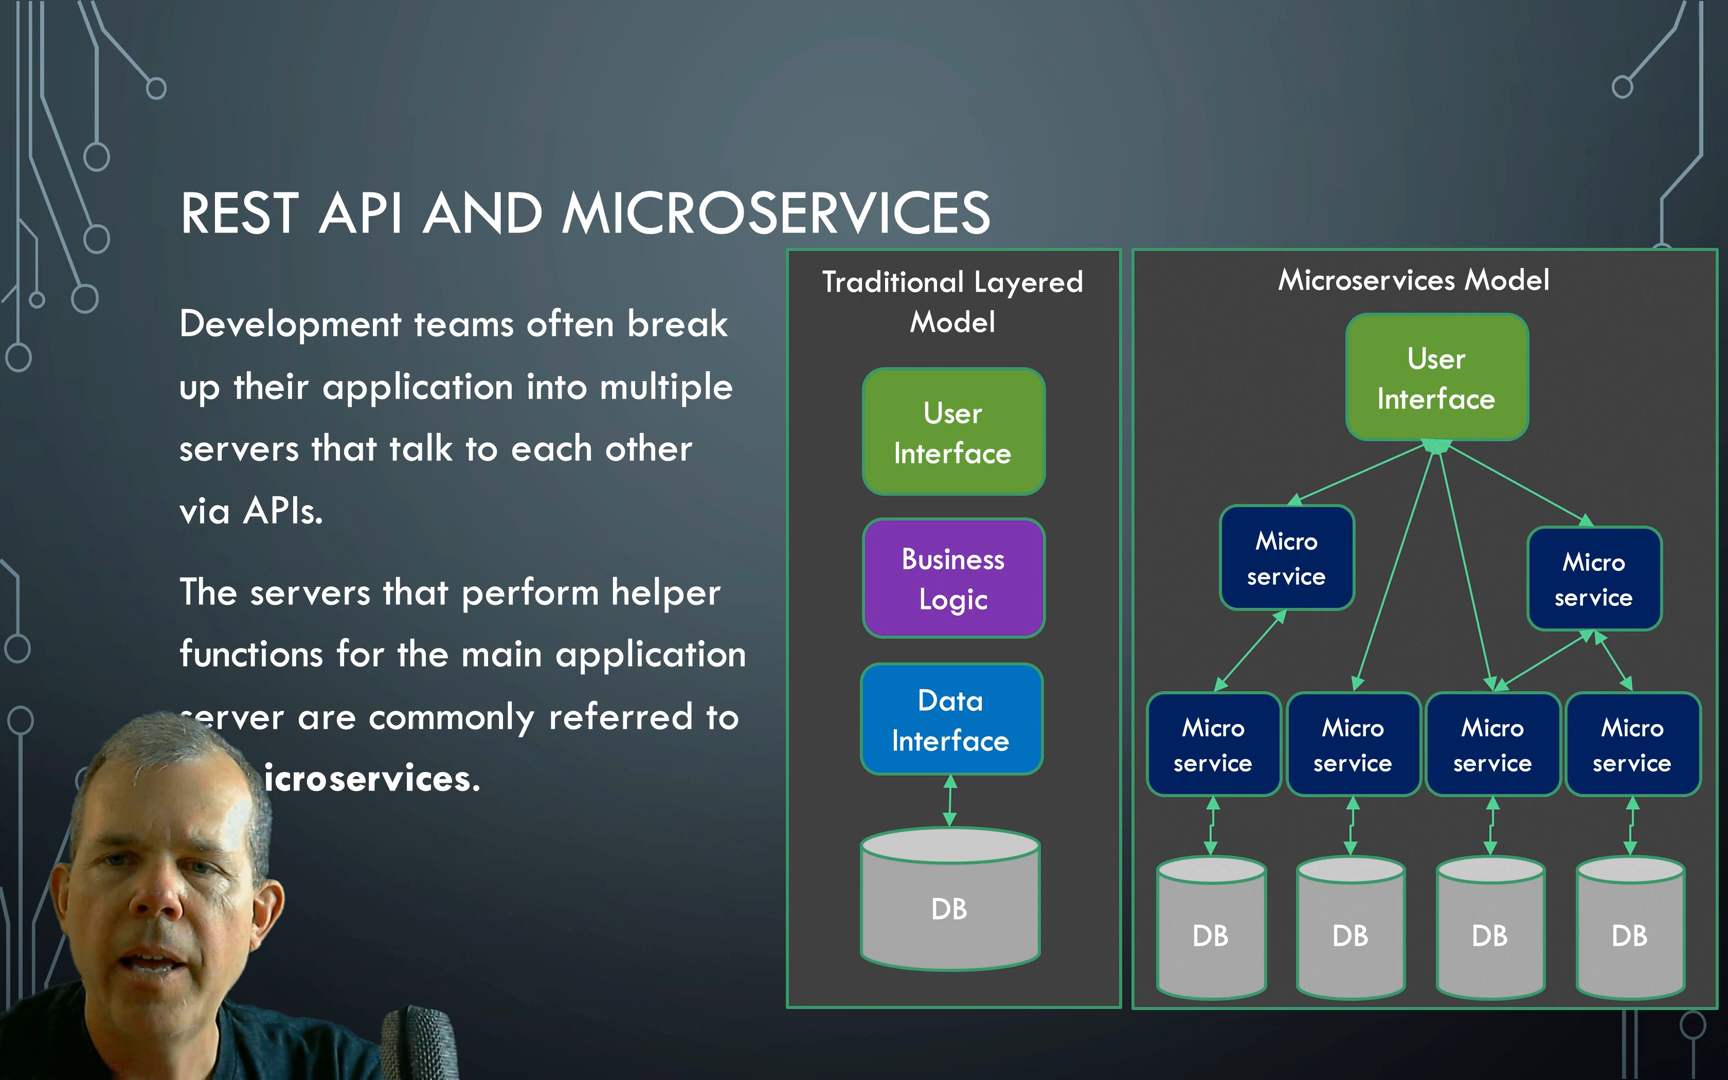 REST API AND MICROSERVICES
Development teams often break
up their application into multiple
servers that talk to each other
via APIs.
The servers that perform helper
functions for the main application
server are commonly referred to
icroservices.
Traditional Layered
Model
User
Interface
Business
Logic
Data
Interface
DB
Microservices Model
User
Interface
Micro
service
Micro
service
Micro
service
Micro
service
Micro
service
Micro
service
DB
DB
DB
DB